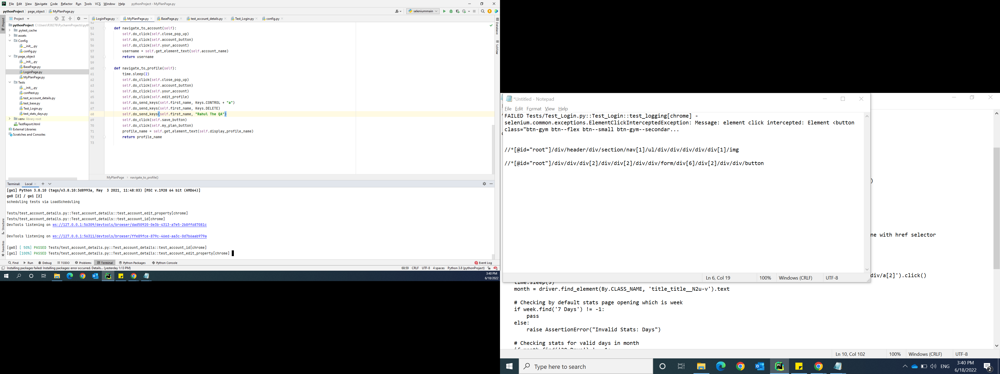 File Edit View Navigate Code Refactor Run Tools VCS Window Help pythonProject - MyPlanPage.py
pythonProject page_object MyPlanPage.py
seleniummain
Project
LoginPage.py MyPlanPage.py BasePage.py test_account_details.py Test_Login.py config.py
Project
pythonProject C:\Users\R38276\PycharmProjects\pyth
.pytest_cache
assets
Config
__init__.py
config.py
page_object
__init__.py
BasePage.py
LoginPage.py
MyPlanPage.py
Tests
__init__.py
conftest.py
test_account_details.py
test_base.py
Test_Login.py
test_stats_days.py
venv library root
TestReport.html
External Libraries
Scratches and Consoles
Structure
Favorites
52
53 def navigate_to_account(self):
54 self.do_click(self.close_pop_up)
55 self.do_click(self.account_button)
56 self.do_click(self.your_account)
57 username = self.get_element_text(self.account_name)
58 return username
59
60 def navigate_to_profile(self):
61 time.sleep(2)
62 self.do_click(self.close_pop_up)
63 self.do_click(self.account_button)
64 self.do_click(self.your_account)
65 self.do_click(self.edit_profile)
66 self.do_send_keys(self.first_name, Keys.CONTROL + "a")
67 self.do_send_keys(self.first_name, Keys.DELETE)
68 self.do_send_keys(self.first_name, "Rahul The QA")
69 self.do_click(self.save_button)
70 self.do_click(self.my_plan_button)
71 profile_name = self.get_element_text(self.display_profile_name)
72 return profile_name
73
Database
SciView
MyPlanPage navigate_to_profile()
Terminal: Local
[gw1] Python 3.8.10 (tags/v3.8.10:3d8993a, May 3 2021, 11:48:03) [MSC v.1928 64 bit (AMD64)]
gw0 [2] / gw1 [2]
scheduling tests via LoadScheduling
Tests/test_account_details.py::Test_account_details::test_account_edit_property[chrome]
Tests/test_account_details.py::Test_account_details::test_account_id[chrome]
DevTools listening on ws://127.0.0.1:56309/devtools/browser/dad50920-0e3b-4313-a7e5-2b8ff687081c
DevTools listening on ws://127.0.0.1:56311/devtools/browser/ffe89fce-879c-46ed-aa3c-0d7b6aab979a
[gw0] [ 50%] PASSED Tests/test_account_details.py::Test_account_details::test_account_id[chrome]
[gw1] [100%] PASSED Tests/test_account_details.py::Test_account_details::test_account_edit_property[chrome]
Find Run Debug TODO Problems Terminal Python Packages Python Console
1 Event Log
Installing packages failed: Installing packages: error occurred. Details... (yesterday 1:13 PM)
68:59 CRLF UTF-8 4 spaces Python 3.8 (pythonProject)
3:40 PM
6/18/2022
*Untitled - Notepad
File Edit Format View Help
FAILED Tests/Test_Login.py::Test_Login::test_logging[chrome] -
selenium.common.exceptions.ElementClickInterceptedException: Message: element click intercepted: Element <button
class="btn-gym btn--flex btn--small btn-gym--secondar...
//*[@id="root"]/div/header/div/section/nav[1]/ul/div/div/div/div/div[1]/img
//*[@id="root"]/div/div/div[2]/div/div[2]/div/div/form/div[6]/div[2]/div/div/button
Ln 6, Col 19 100% Windows (CRLF) UTF-8
)
ne with href selector
div/a[2]').click()
time.sleep(5)
month = driver.find_element(By.CLASS_NAME, 'title_title__N2u-v').text
# Checking by default stats page opening which is week
if week.find('7 Days') != -1:
pass
else:
raise AssertionError("Invalid Stats: Days")
# Checking stats for valid days in month
Ln 10, Col 102 100% Windows (CRLF) UTF-8
Type here to search
ENG
3:40 PM
6/18/2022
2